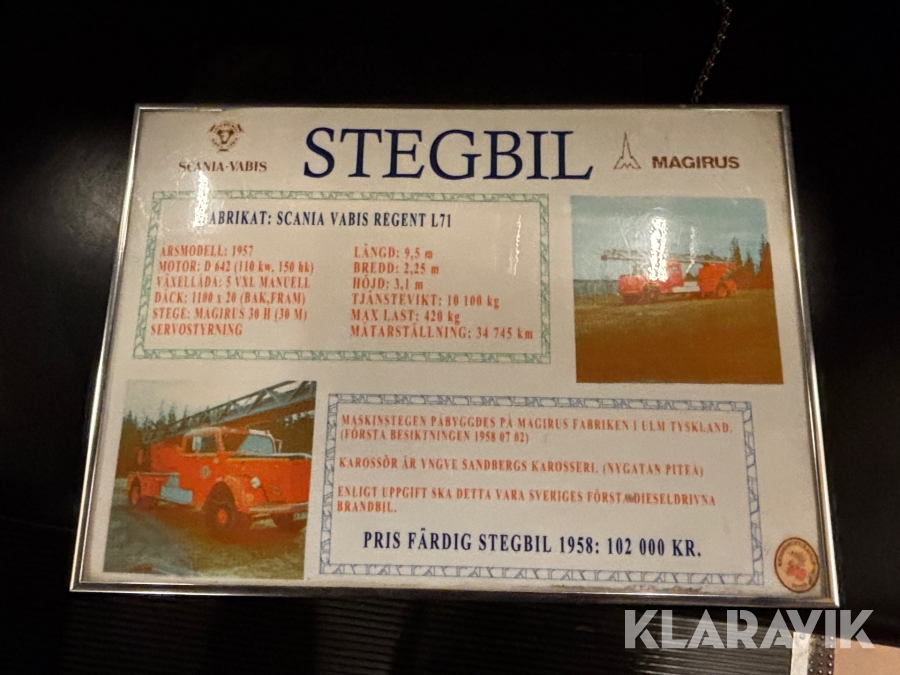 SCANIA-VABIS
STEGBIL
MAGIRUS
FABRIKAT: SCANIA VABIS REGENT L71
ÅRSMODELL: 1957
MOTOR: D 642 (110 kw, 150 hk)
VÄXELLÅDA: 5 VXL MANUELL
DÄCK: 1100 x 20 (BAK,FRAM)
STEGE: MAGIRUS 30 H (30 M)
SERVOSTYRNING
LÄNGD: 9,5 m
BREDD: 2,25 m
HÖJD: 3,1 m
TJÄNSTEVIKT: 10 100 kg
MAX LAST: 420 kg
MÄTARSTÄLLNING: 34 745 km
MASKINSTEGEN PÅBYGGDES PÅ MAGIRUS FABRIKEN I ULM TYSKLAND.
(FÖRSTA BESIKTNINGEN 1958 07 02)
KAROSSÖR ÄR YNGVE SANDBERGS KAROSSERI. (NYGATAN PITEÅ)
ENLIGT UPPGIFT SKA DETTA VARA SVERIGES FÖRSTA DIESELDRIVNA
BRANDBIL.
PRIS FÄRDIG STEGBIL 1958: 102 000 KR.
KLARAVIK